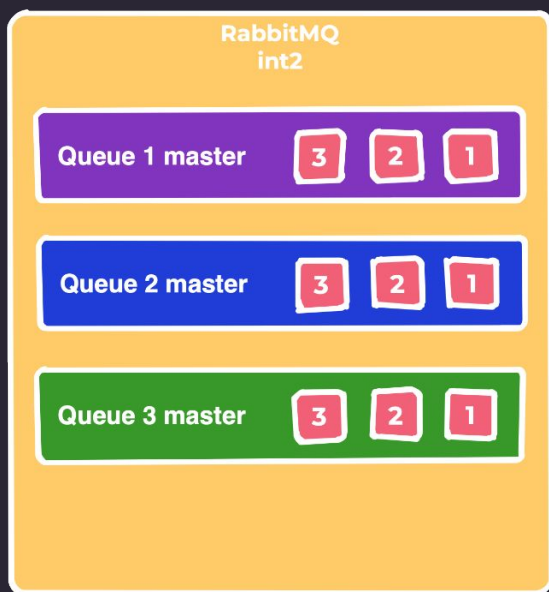 RabbitMQ
int2
Queue 1 master 3 2 1
Queue 2 master 3 2 1
Queue 3 master 3 2 1